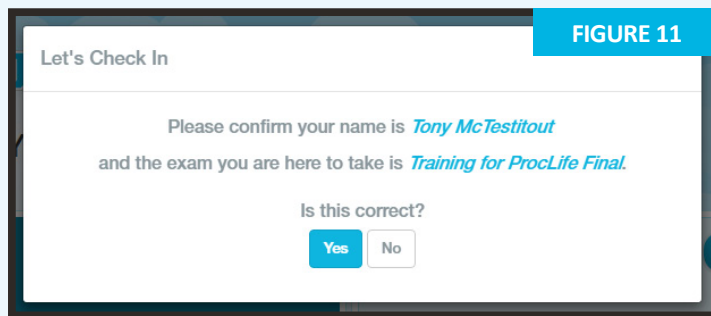 FIGURE 11
Let's Check In
Please confirm your name is Tony McTestitout
and the exam you are here to take is Training for ProcLife Final.
Is this correct?
Yes No